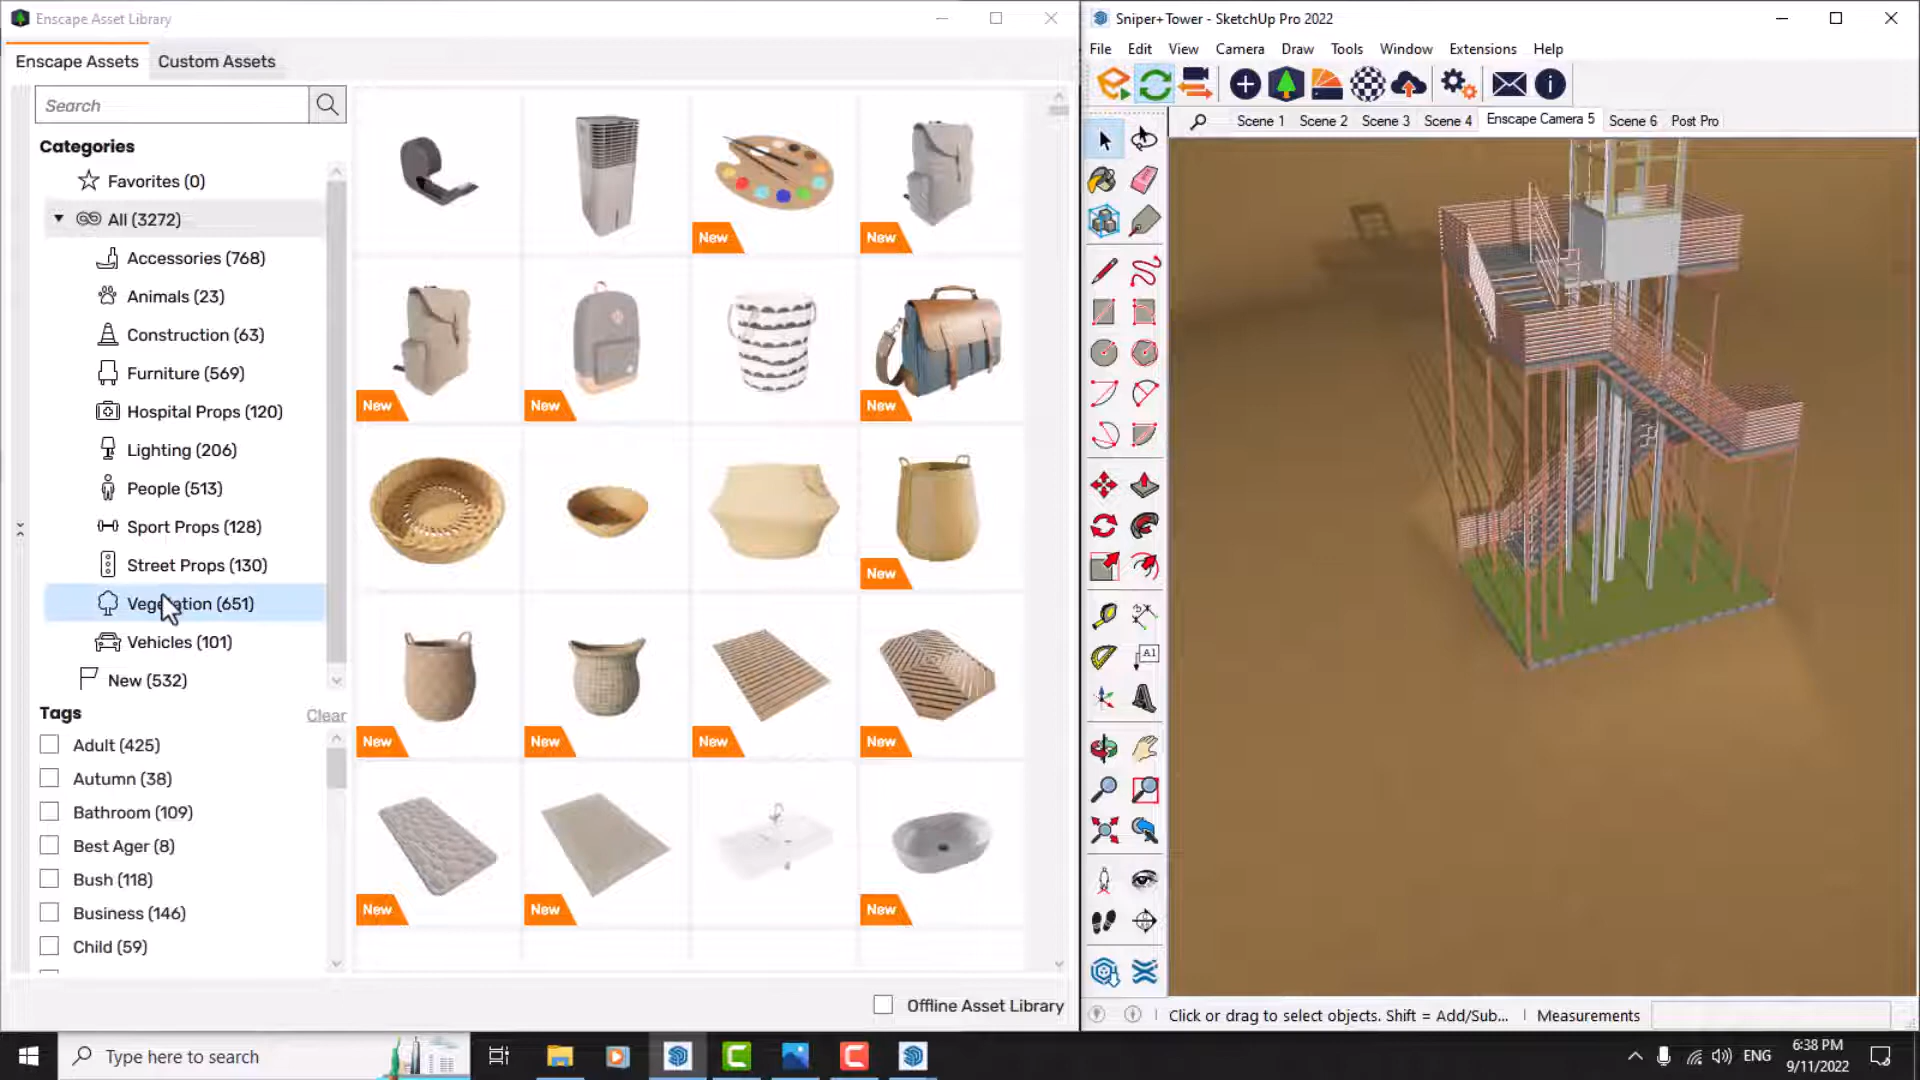 Enscape Asset Library
Enscape Assets
Custom Assets
Search
Categories
Favorites (0)
All (3272)
Accessories (768)
Animals (23)
Construction (63)
Furniture (569)
Hospital Props (120)
Lighting (206)
People (513)
Sport Props (128)
Street Props (130)
Vegetation (651)
Vehicles (101)
New (532)
Tags
Clear
Adult (425)
Autumn (38)
Bathroom (109)
Best Ager (8)
Bush (118)
Business (146)
Child (59)
New
New
New
New
New
New
New
New
New
New
New
New
New
Offline Asset Library
Sniper+Tower - SketchUp Pro 2022
File
Edit
View
Camera
Draw
Tools
Window
Extensions
Help
Scene 1
Scene 2
Scene 3
Scene 4
Enscape Camera 5
Scene 6
Post Pro
A1
Click or drag to select objects. Shift = Add/Sub...
Measurements
Type here to search
ENG
6:38 PM
9/11/2022